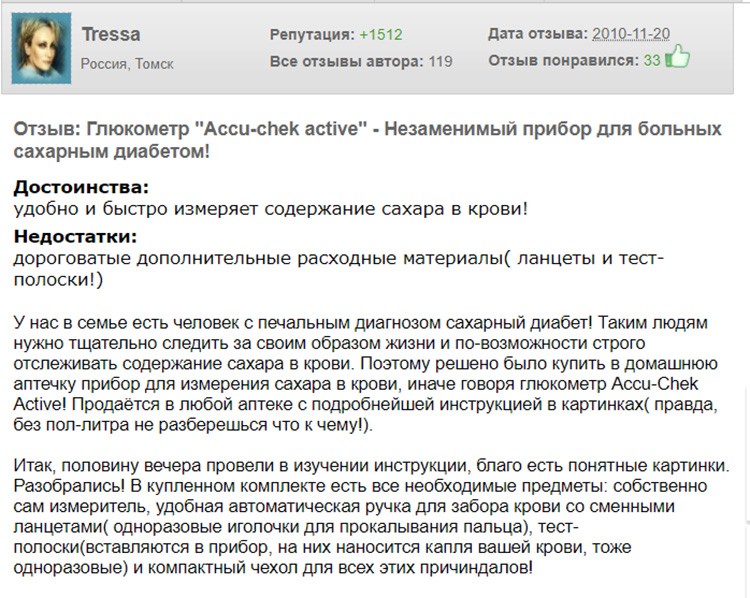 Tressa
Россия, Томск
Репутация: +1512
Все отзывы автора: 119
Дата отзыва: 2010-11-20
Отзыв понравился: 33
Отзыв: Глюкометр "Accu-chek active" - Незаменимый прибор для больных
сахарным диабетом!
Достоинства:
удобно и быстро измеряет содержание сахара в крови!
Недостатки:
дороговатые дополнительные расходные материалы( ланцеты и тест-
полоски!)
У нас в семье есть человек с печальным диагнозом сахарный диабет! Таким людям
нужно тщательно следить за своим образом жизни и по-возможности строго
отслеживать содержание сахара в крови. Поэтому решено было купить в домашнюю
аптечку прибор для измерения сахара в крови, иначе говоря глюкометр Accu-Chek
Active! Продаётся в любой аптеке с подробнейшей инструкцией в картинках( правда,
без пол-литра не разберешься что к чему!).
Итак, половину вечера провели в изучении инструкции, благо есть понятные картинки.
Разобрались! В купленном комплекте есть все необходимые предметы: собственно
сам измеритель, удобная автоматическая ручка для забора крови со сменными
ланцетами( одноразовые иголочки для прокалывания пальца), тест-
полоски(вставляются в прибор, на них наносится капля вашей крови, тоже
одноразовые) и компактный чехол для всех этих причиндалов!